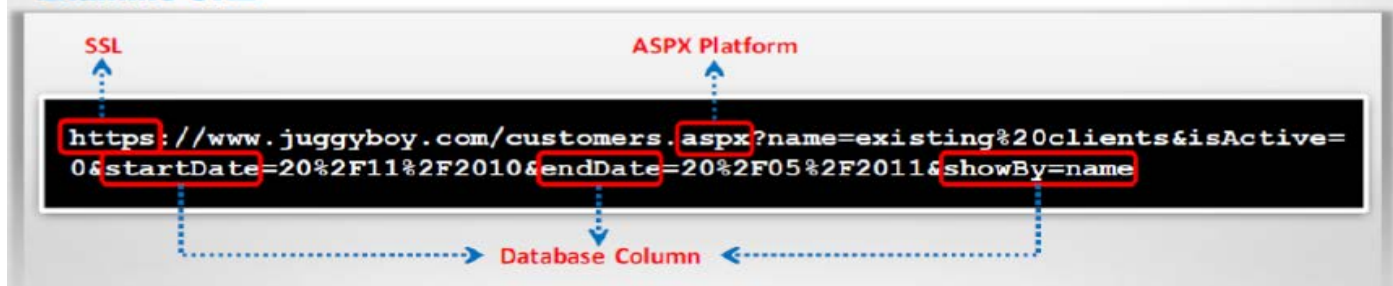 SSL
ASPX Platform
https://www.juggyboy.com/customers.aspx?name=existing%20clients&isActive=
0&startDate=20%2F11%2F2010&endDate=20%2F05%2F2011&showBy=name
Database Column